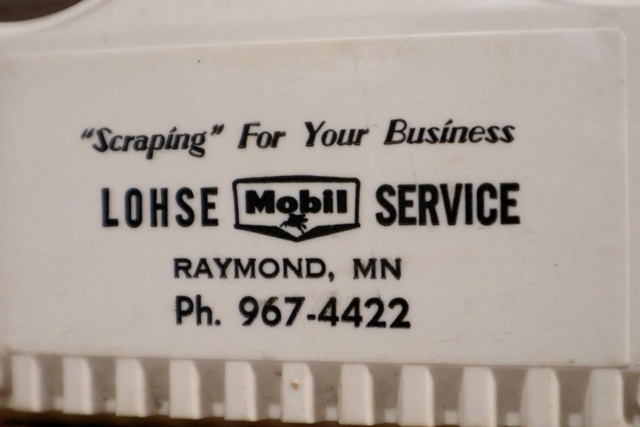 "Scraping" For Your Business
LOHSE Mobil SERVICE
RAYMOND, MN
Ph. 967-4422